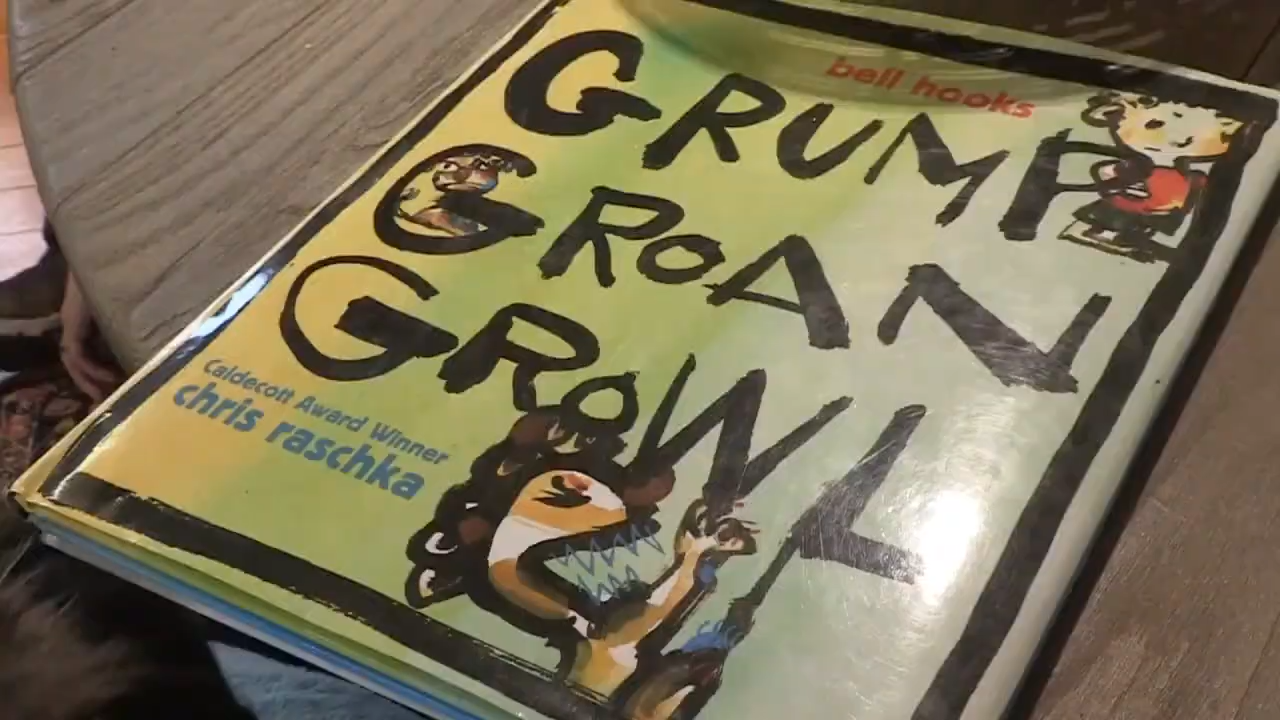 bell hooks
GRUMP
GROAN
GROWL
Caldecott Award Winner
chris raschka